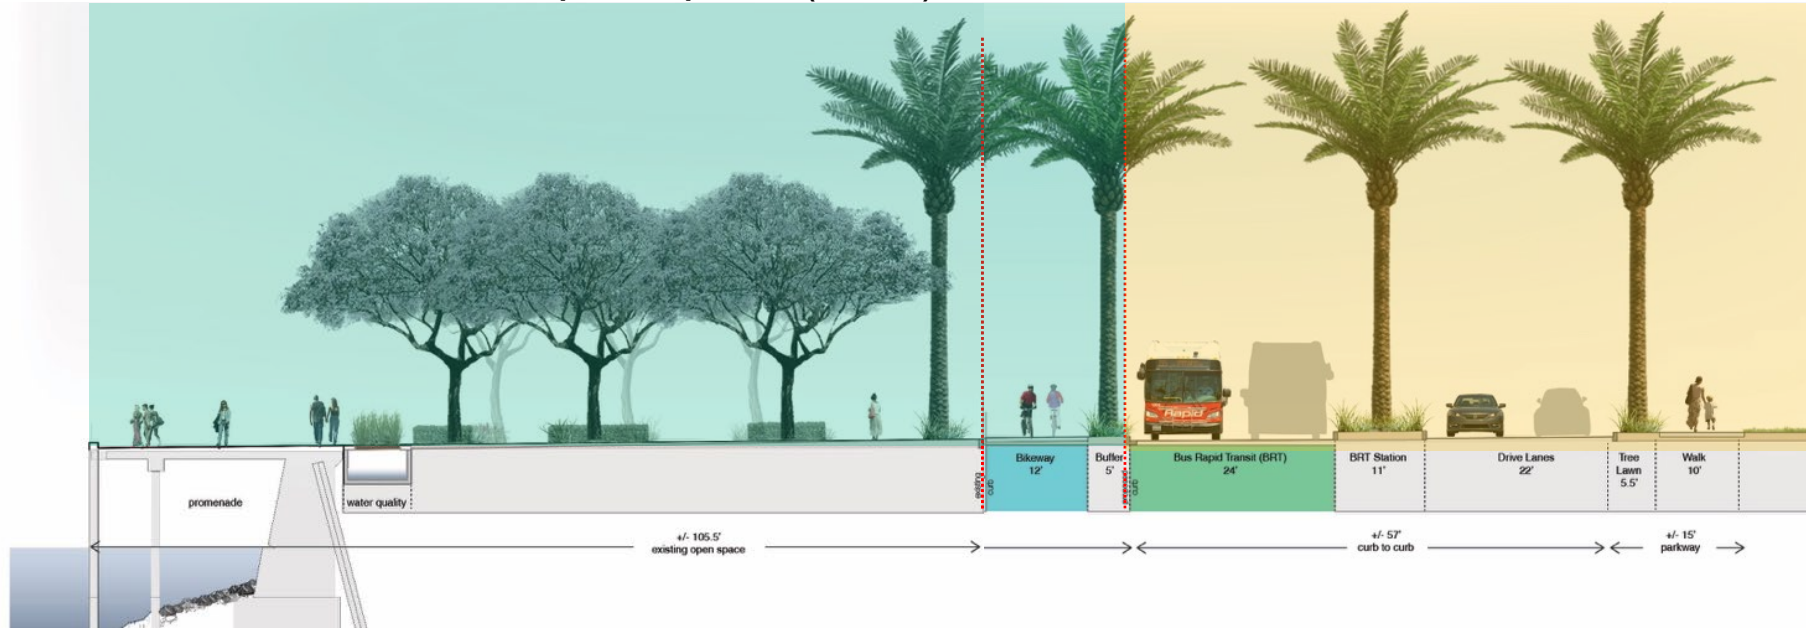 Rapid
Bikeway
12'
Buffer
5'
Bus Rapid Transit (BRT)
24'
BRT Station
11'
Drive Lanes
22'
Tree
Lawn
5.5'
Walk
10'
existing
curb
curb
promenade
water quality
+/- 105.5'
existing open space
+/- 57'
curb to curb
+/- 15'
parkway